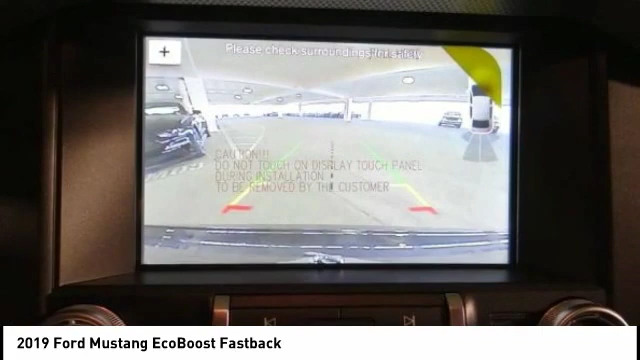 +
Please check surroundings for safety
CAUTION!!!
DO NOT TOUCH ON DISPLAY TOUCH PANEL
DURING INSTALLATION.
TO BE REMOVED BY THE CUSTOMER
2019 Ford Mustang EcoBoost Fastback